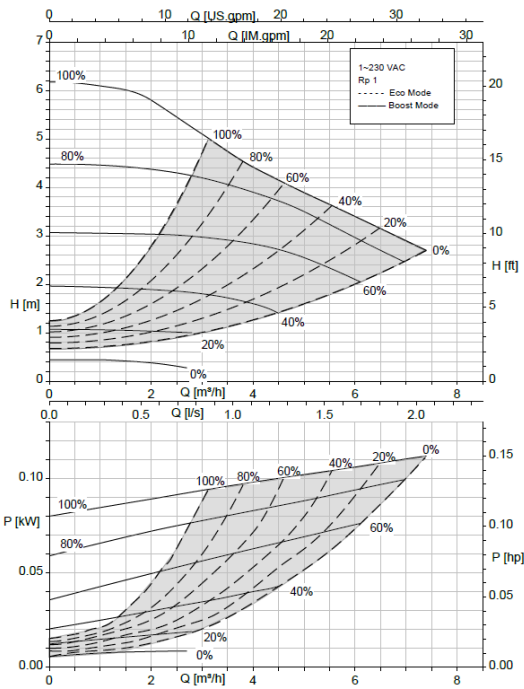 0 10 20 30 Q [US.gpm]
0 10 20 30 Q [IM.gpm]
7
6
5
4
3
2
1
0
H [m]
20
15
10
5
0
H [ft]
1~230 VAC
Rp 1
Eco Mode
Boost Mode
100%
80%
100%
80%
60%
40%
20%
0%
60%
40%
20%
0%
2 4 6 8
Q [m³/h]
0.0 0.5 1.0 1.5 2.0
Q [l/s]
0.10
0.05
0.00
P [kW]
0.15
0.10
0.05
0.00
P [hp]
100%
80%
100%
80%
60%
40%
20%
0%
60%
40%
20%
0%
0 2 4 6 8
Q [m³/h]